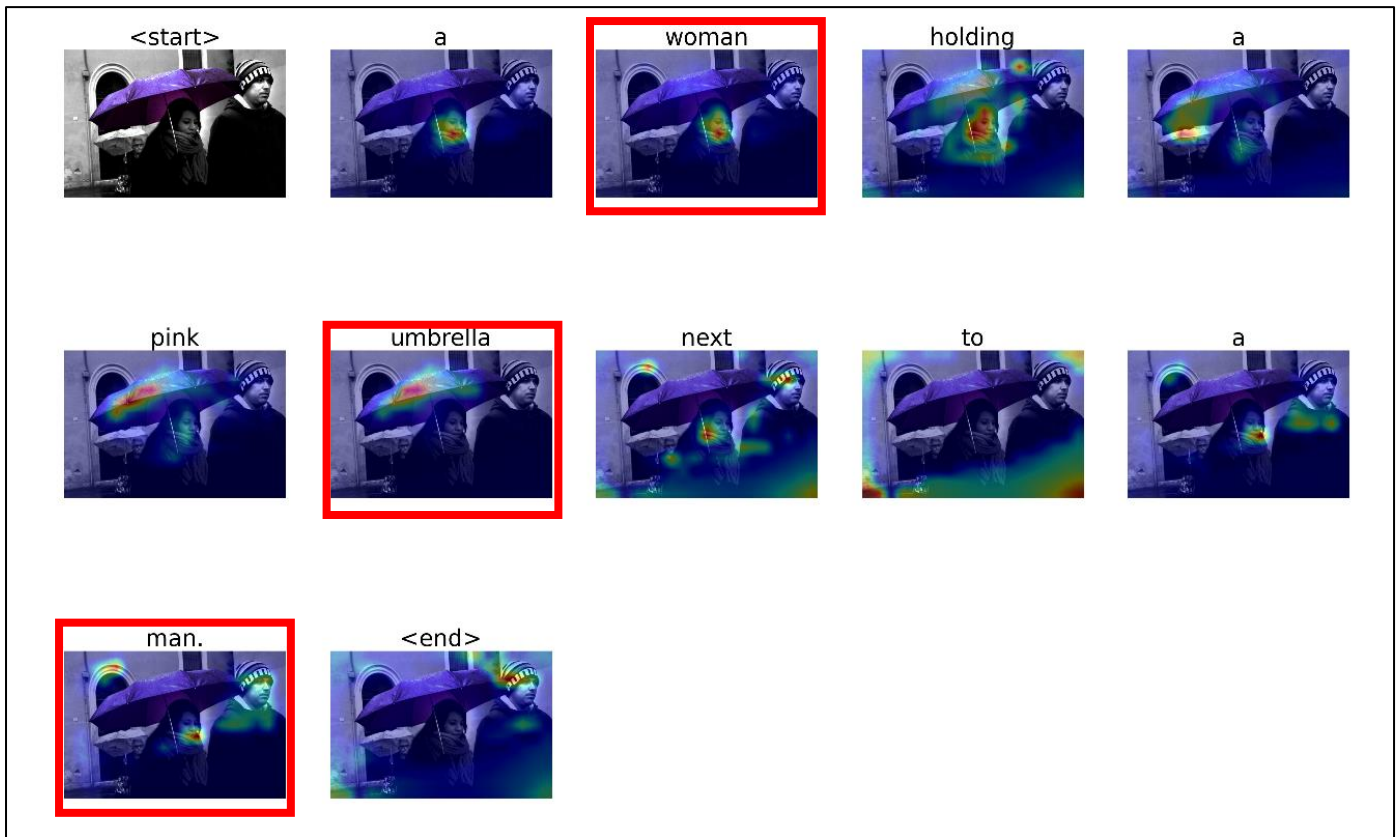 <start> a woman holding a
pink umbrella next to a
man. <end>